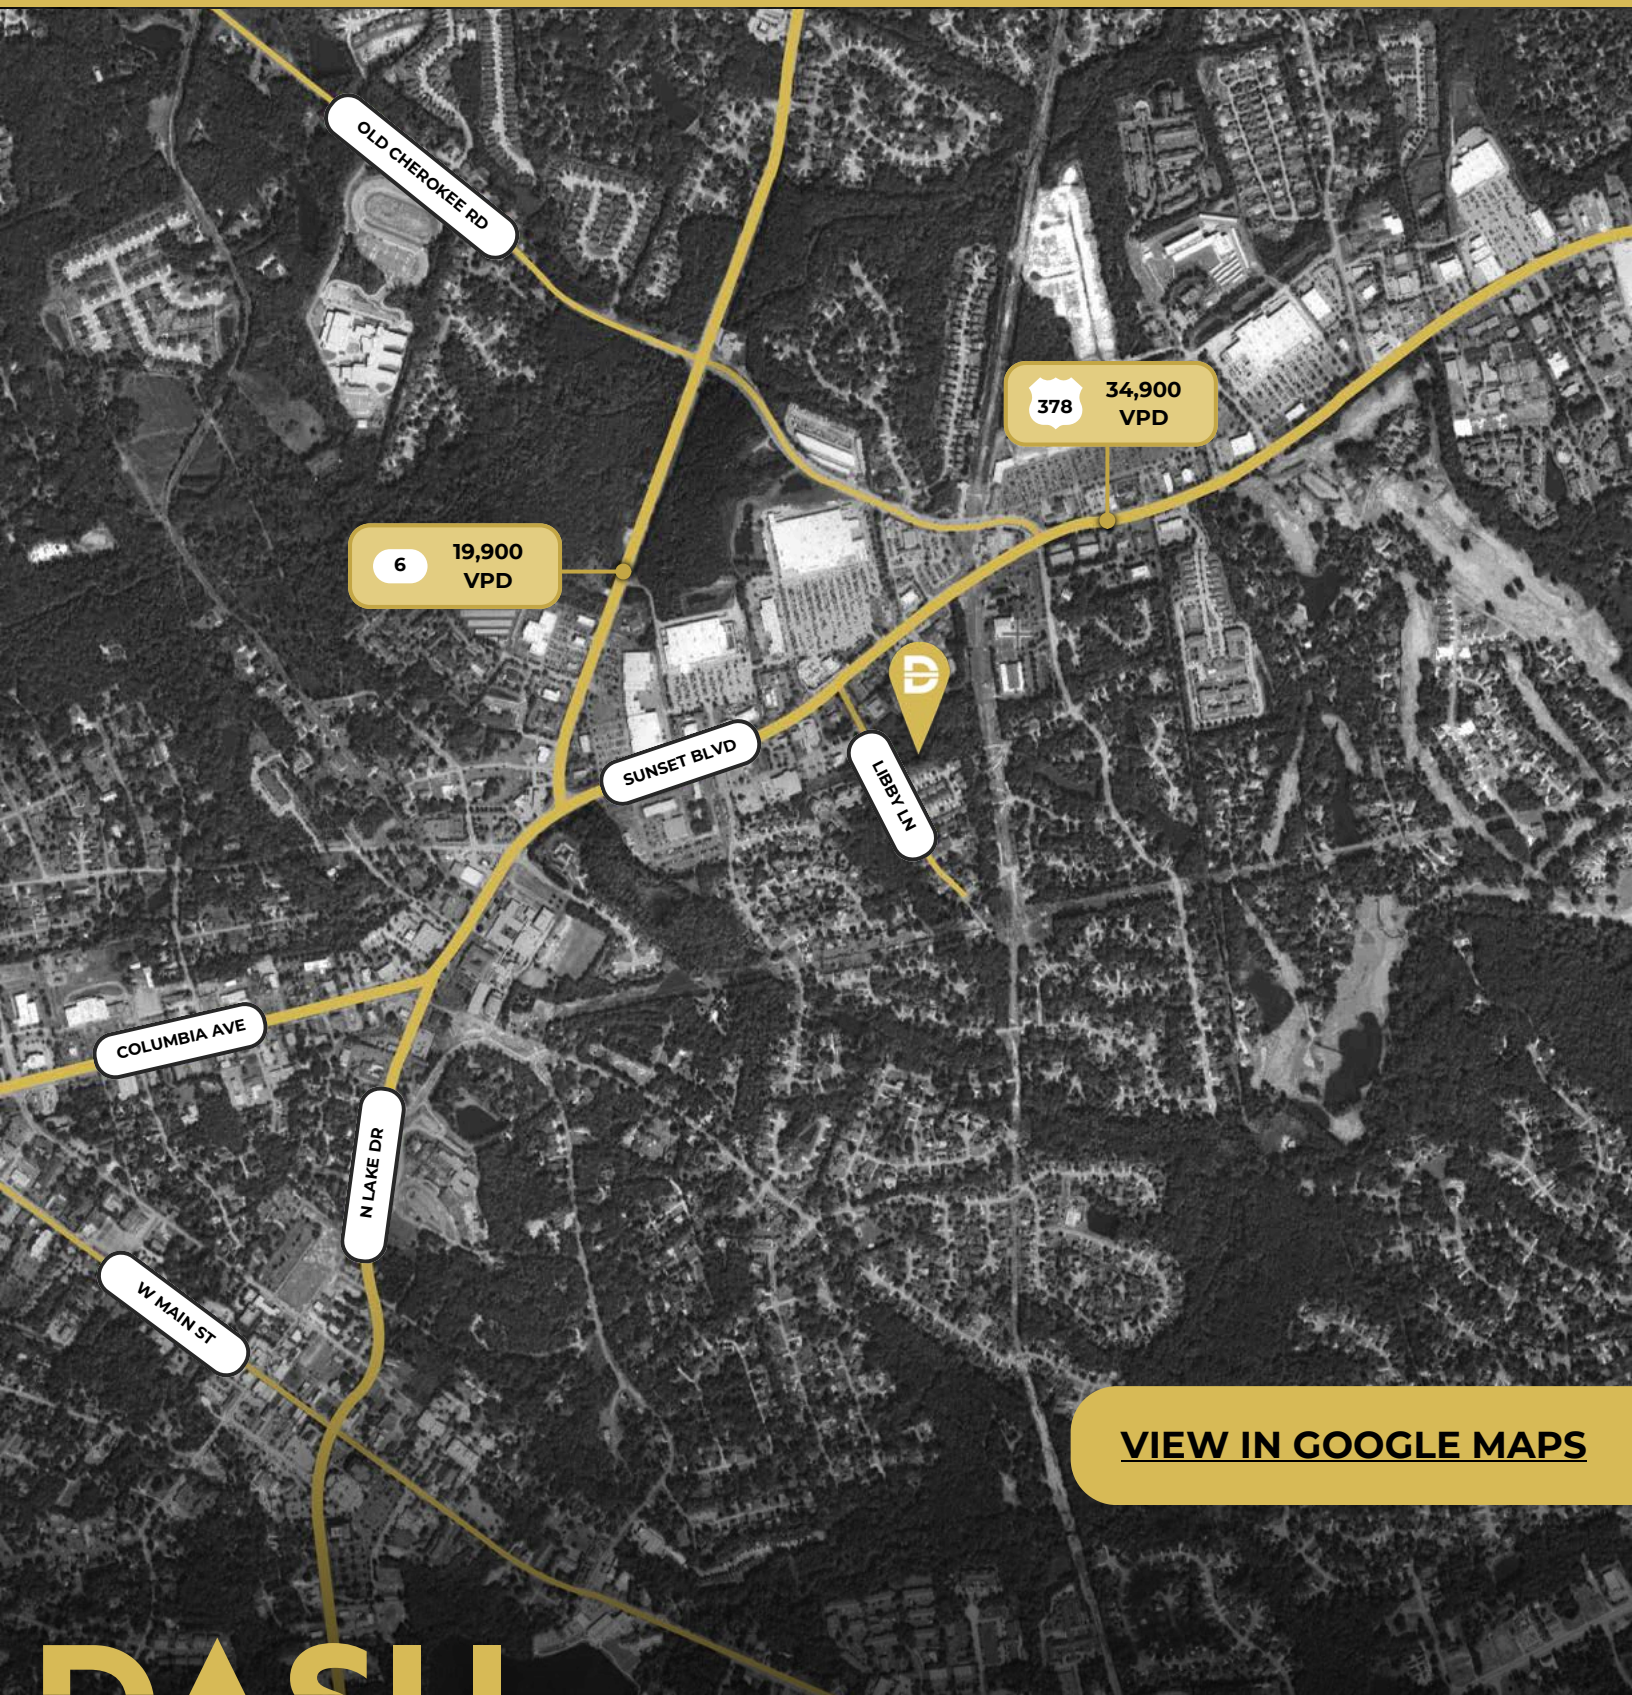 OLD CHEROKEE RD
378
34,900
VPD
6
19,900
VPD
D
SUNSET BLVD
LIBBY LN
COLUMBIA AVE
N LAKE DR
W MAIN ST
VIEW IN GOOGLE MAPS
DASH